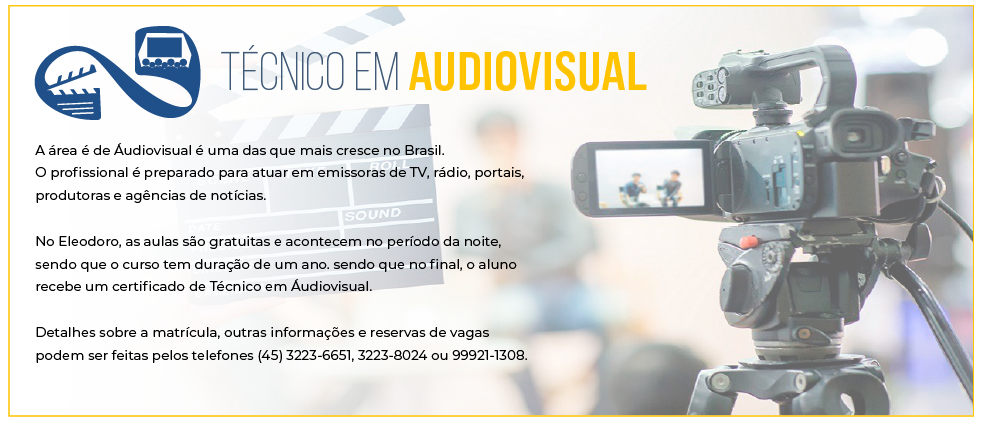 TÉCNICO EM AUDIOVISUAL
A área é de Áudiovisual é uma das que mais cresce no Brasil.
O profissional é preparado para atuar em emissoras de TV, rádio, portais,
produtoras e agências de notícias.
No Eleodoro, as aulas são gratuitas e acontecem no período da noite,
sendo que o curso tem duração de um ano. sendo que no final, o aluno
recebe um certificado de Técnico em Áudiovisual.
Detalhes sobre a matrícula, outras informações e reservas de vagas
podem ser feitas pelos telefones (45) 3223-6651, 3223-8024 ou 99921-1308.
ROLL
SOUND
DATE